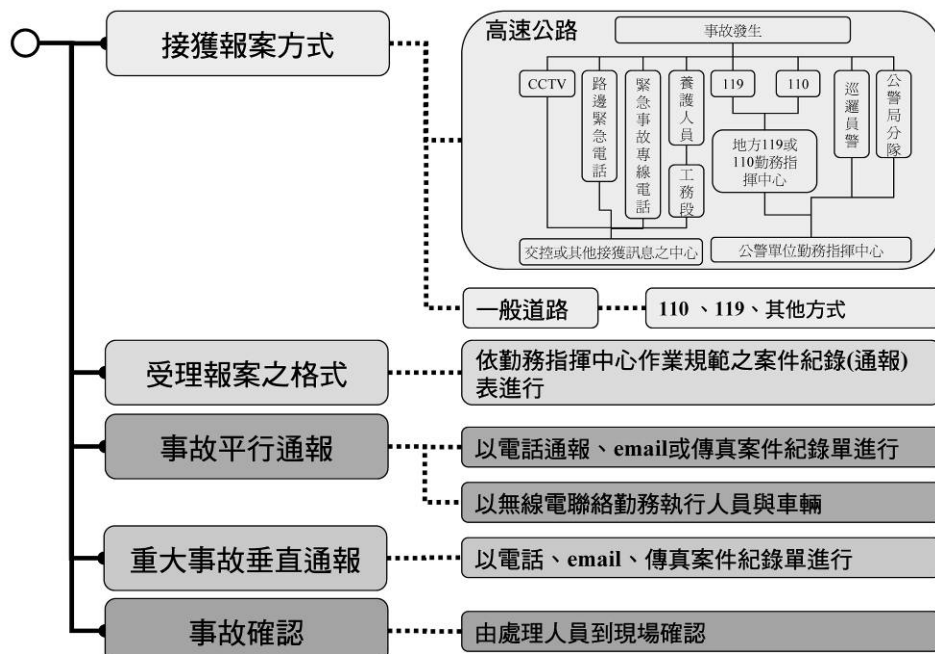 接獲報案方式
高速公路
事故發生
CCTV
路邊緊急電話
緊急事故專線電話
養護人員
119
110
巡邏員警
公警局分隊
地方119或
110勤務指
揮中心
工務段
交控或其他接獲訊息之中心
公警單位勤務指揮中心
一般道路
110 、119、其他方式
受理報案之格式
依勤務指揮中心作業規範之案件紀錄(通報)
表進行
事故平行通報
以電話通報、email或傳真案件紀錄單進行
以無線電聯絡勤務執行人員與車輛
重大事故垂直通報
以電話、email、傳真案件紀錄單進行
事故確認
由處理人員到現場確認